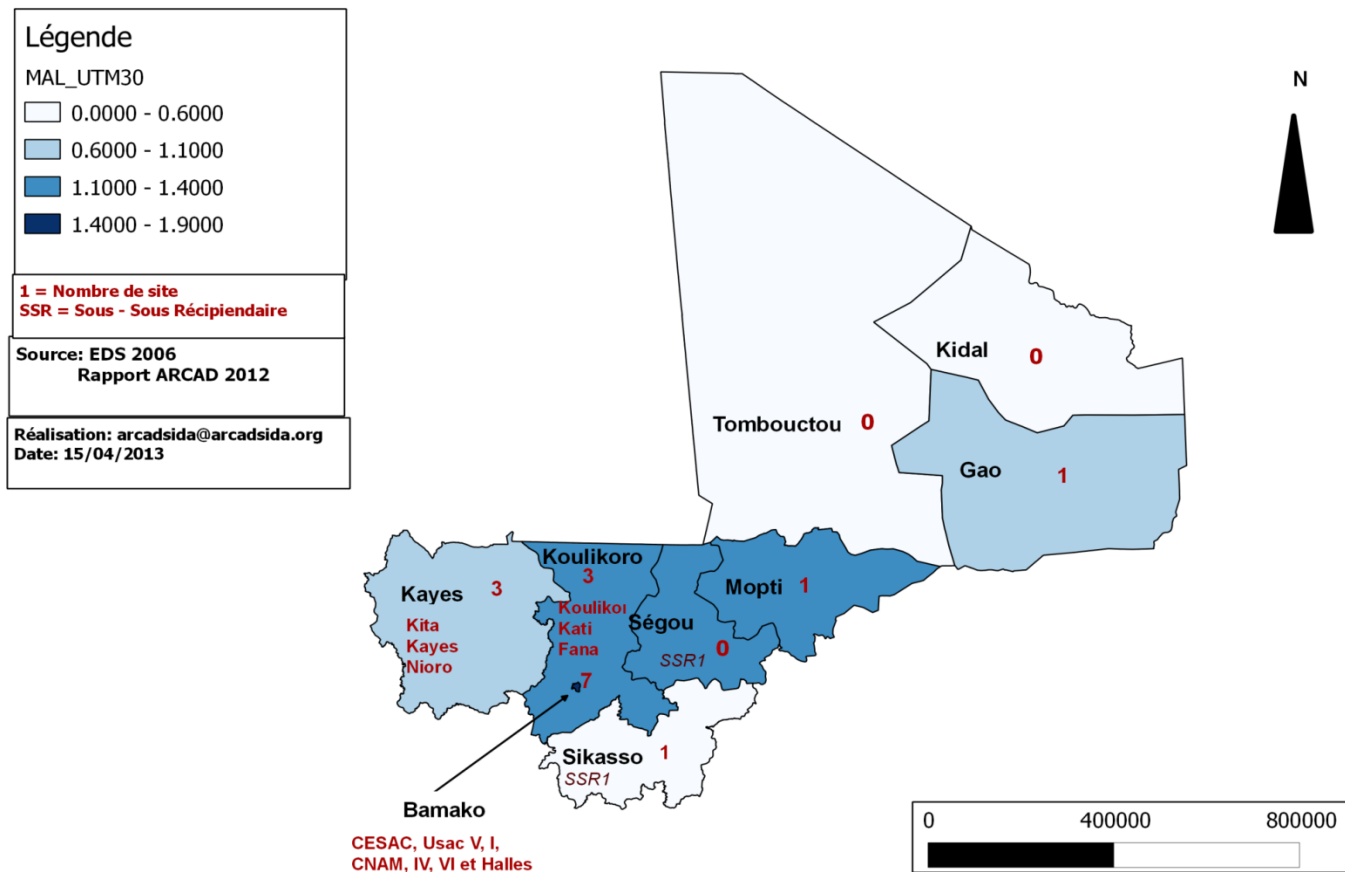 Légende
MAL_UTM30
0.0000 - 0.6000
0.6000 - 1.1000
1.1000 - 1.4000
1.4000 - 1.9000
1 = Nombre de site
SSR = Sous - Sous Récipiendaire
Source: EDS 2006
Rapport ARCAD 2012
Réalisation: arcadsida@arcadsida.org
Date: 15/04/2013
N
Kidal 0
Tombouctou 0
Gao 1
Kayes 3
Kita
Kayes
Nioro
Koulikoro
3
Koulikoı
Kati
Fana
7
Mopti 1
Ségou
0
SSR1
Sikasso 1
SSR1
Bamako
CESAC, Usac V, I,
CNAM, IV, VI et Halles
0 400000 800000